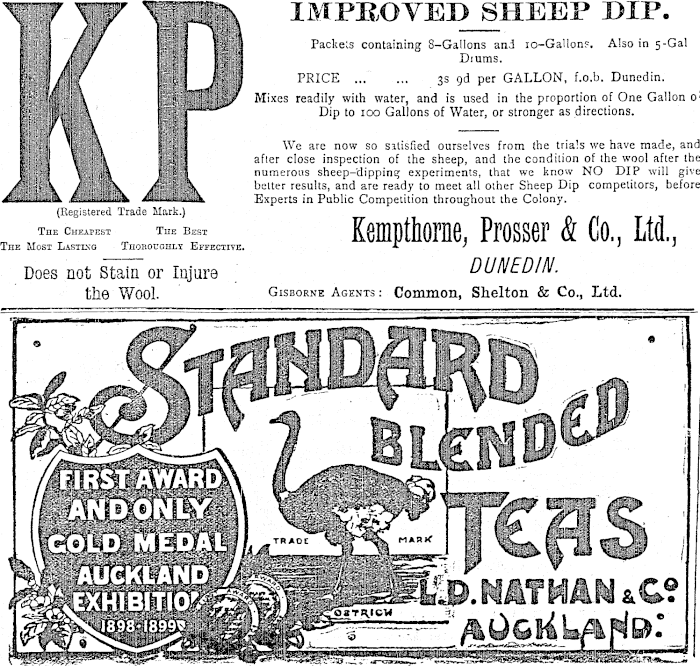 KP
(Registered Trade Mark.)
THE CHEAPEST THE BEST
THE MOST LASTING THOROUGHLY EFFECTIVE.
Does not Stain or Injure
the Wool.
IMPROVED SHEEP DIP.
Packets containing 8-Gallons and 10-Gallons. Also in 5-Gal
Drums.
PRICE ... ... 3s 9d per GALLON, f.o.b. Dunedin.
Mixes readily with water, and is used in the proportion of One Gallon o
Dip to 100 Gallons of Water, or stronger as directions.
We are now so satisfied ourselves from the trials we have made, and
after close inspection of the sheep, and the condition of the wool after the
numerous sheep-dipping experiments, that we know NO DIP will give
better results, and are ready to meet all other Sheep Dip competitors, before
Experts in Public Competition throughout the Colony.
Kempthorne, Prosser & Co., Ltd.,
DUNEDIN.
GISBORNE AGENTS: Common, Shelton & Co., Ltd.
STANDARD
BLENDED
TEAS
FIRST AWARD
AND ONLY
GOLD MEDAL
AUCKLAND
EXHIBITION
1898-1899
TRADE MARK
OSTRICH
L.D. NATHAN & Co
AUCKLAND.